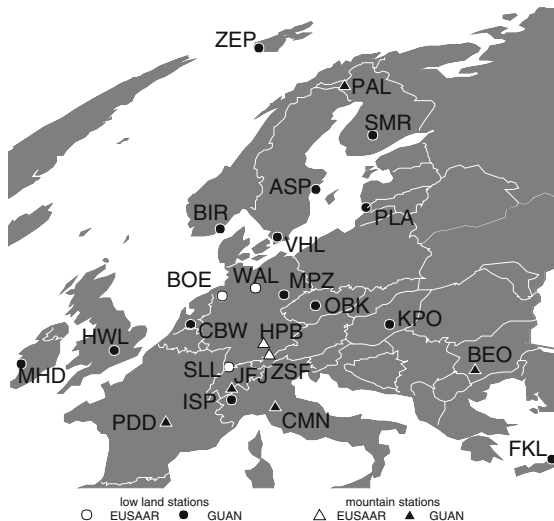 ZEP
PAL
SMR
ASP
BIR
PLA
VHL
BOE
WAL
MPZ
OBK
HWL
CBW
HPB
KPO
MHD
SLL
JFJ
ZSF
BEO
ISP
PDD
CMN
FKL
low land stations
mountain stations
EUSAAR
GUAN
EUSAAR
GUAN